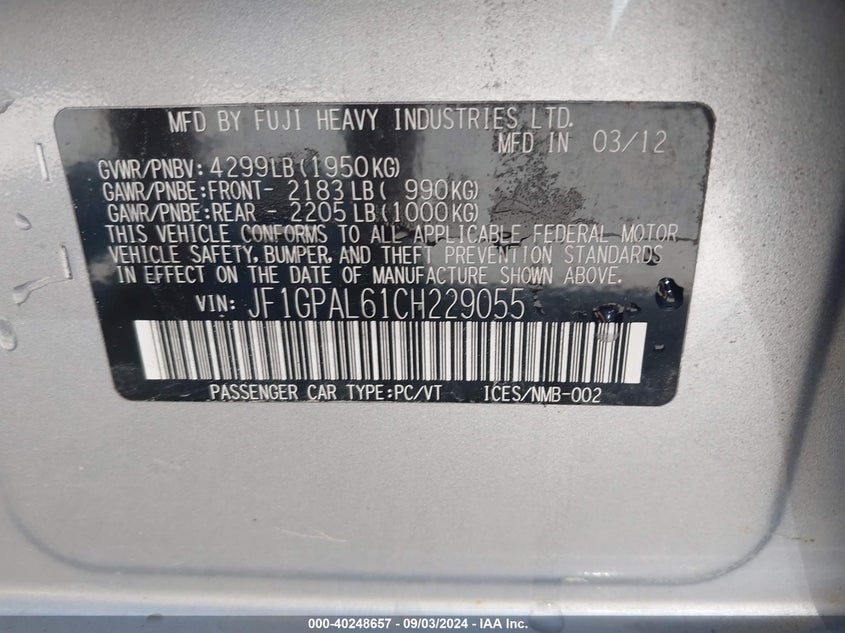 MFD BY FUJI HEAVY INDUSTRIES LTD.
MFD IN 03/12
GVWR/PNBV: 4299LB(1950KG)
GAWR/PNBE:FRONT- 2183LB( 990KG)
GAWR/PNBE:REAR - 2205LB(1000KG)
THIS VEHICLE CONFORMS TO ALL APPLICABLE FEDERAL MOTOR
VEHICLE SAFETY, BUMPER, AND THEFT PREVENTION STANDARDS
IN EFFECT ON THE DATE OF MANUFACTURE SHOWN ABOVE.
VIN: JF1GPAL61CH229055
PASSENGER CAR TYPE:PC/VT ICES/NMB-002
000-40248657 - 09/03/2024 - IAA Inc.